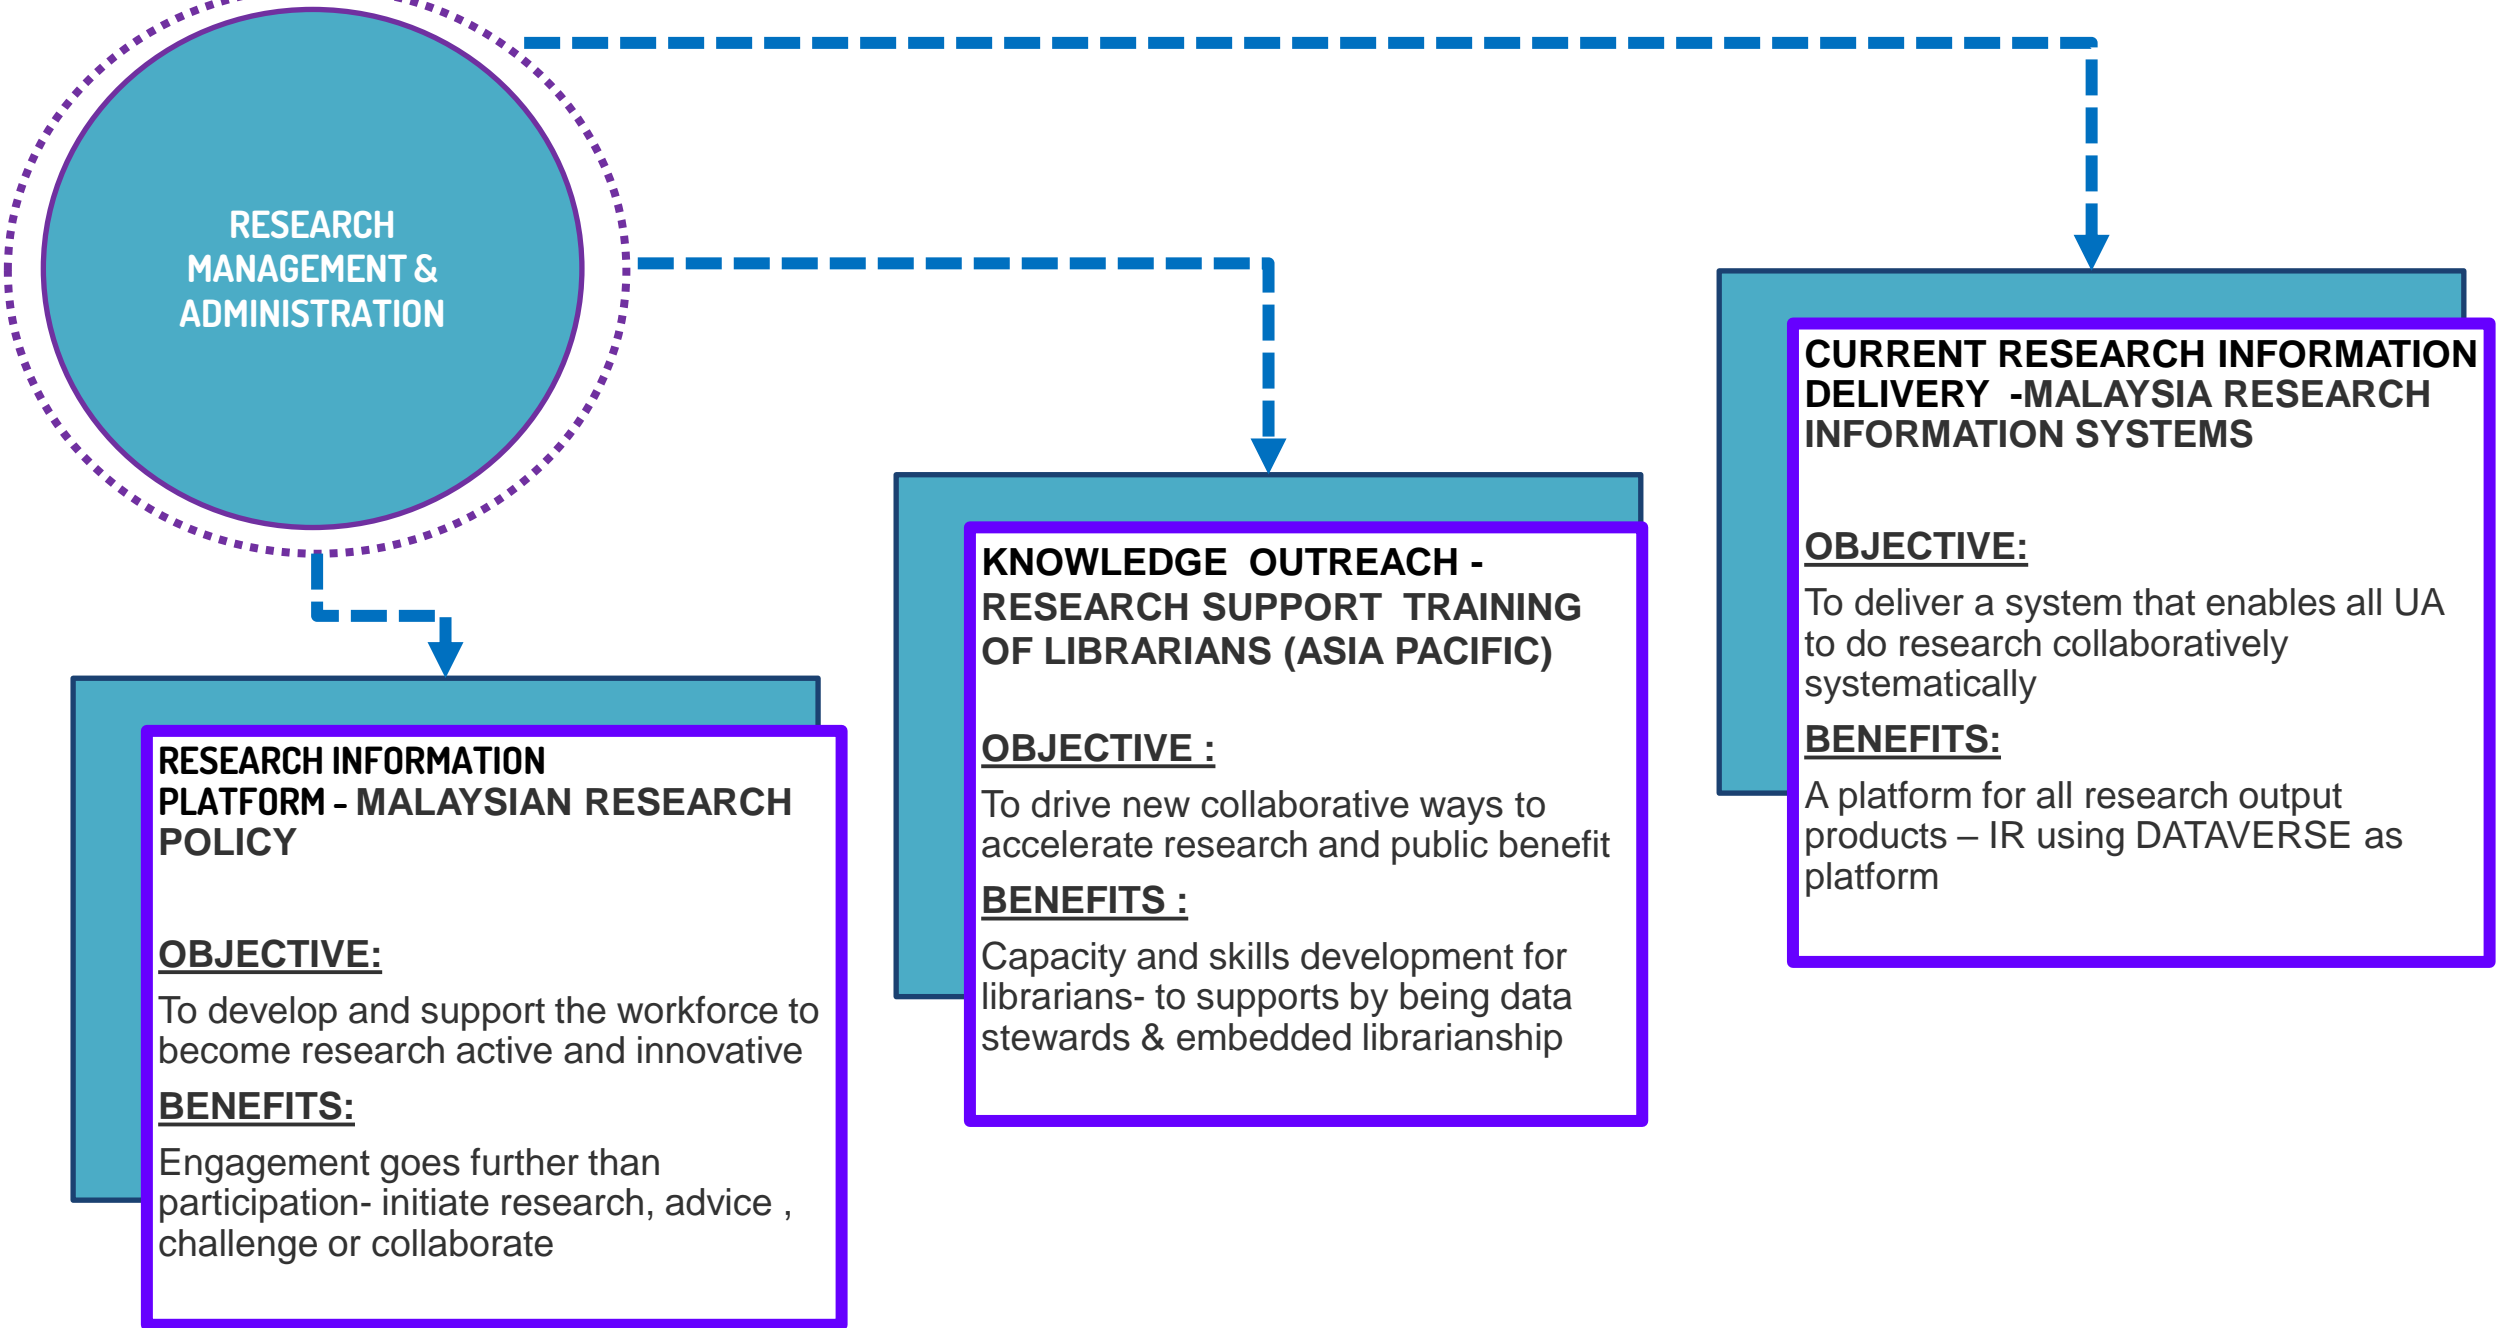 RESEARCH
MANAGEMENT &
ADMINISTRATION
RESEARCH INFORMATION
PLATFORM - MALAYSIAN RESEARCH
POLICY
OBJECTIVE:
To develop and support the workforce to
become research active and innovative
BENEFITS:
Engagement goes further than
participation- initiate research, advice ,
challenge or collaborate
KNOWLEDGE  OUTREACH -
RESEARCH SUPPORT  TRAINING
OF LIBRARIANS (ASIA PACIFIC)
OBJECTIVE :
To drive new collaborative ways to
accelerate research and public benefit
BENEFITS :
Capacity and skills development for
librarians- to supports by being data
stewards & embedded librarianship
CURRENT RESEARCH INFORMATION
DELIVERY  -MALAYSIA RESEARCH
INFORMATION SYSTEMS
OBJECTIVE:
To deliver a system that enables all UA
to do research collaboratively
systematically
BENEFITS:
A platform for all research output
products – IR using DATAVERSE as
platform